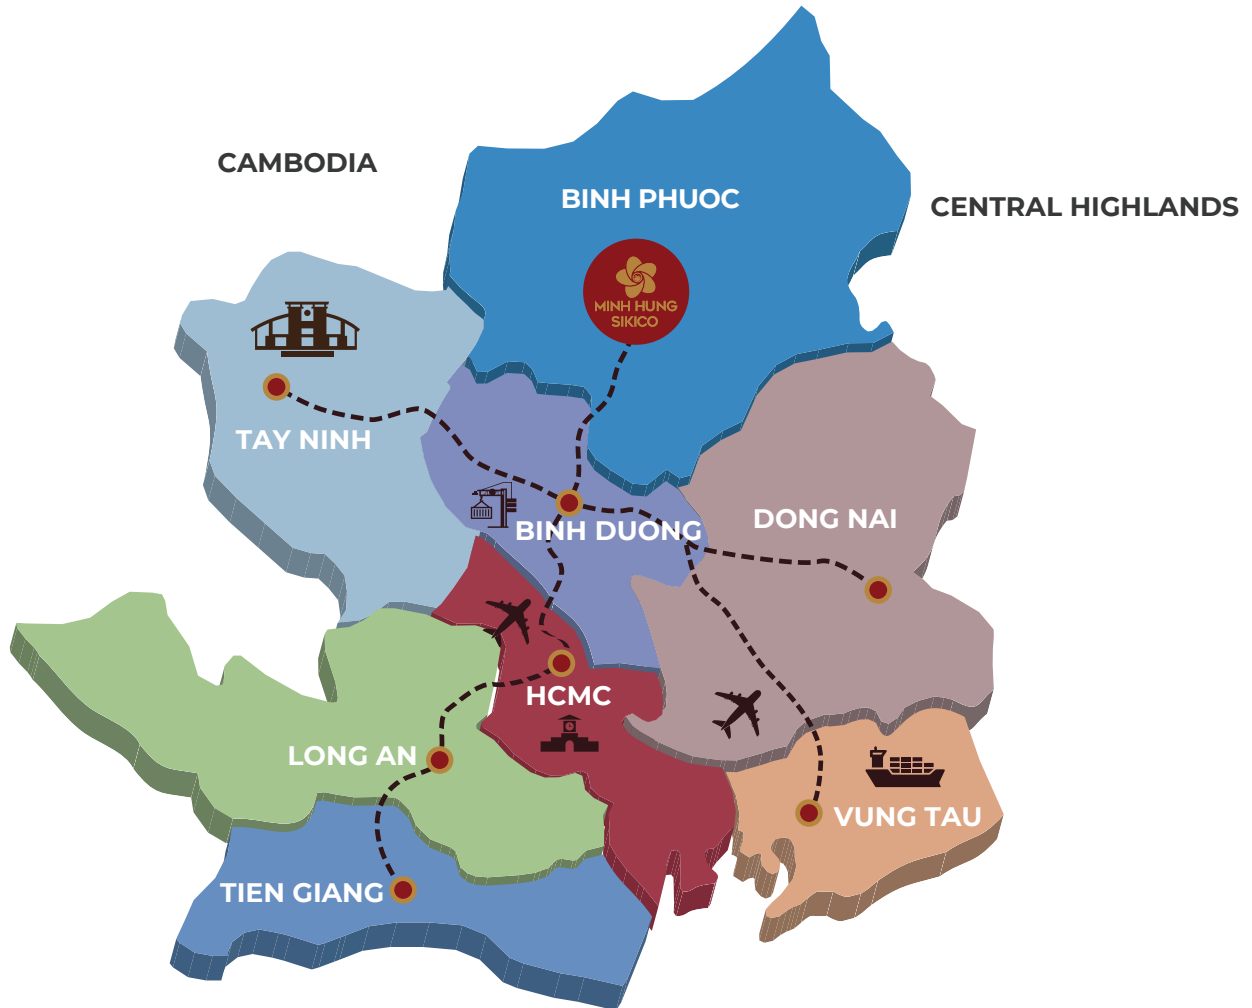 CAMBODIA
BINH PHUOC
CENTRAL HIGHLANDS
MINH HUNG
SIKICO
TAY NINH
BINH DUONG
DONG NAI
HCMC
LONG AN
VUNG TAU
TIEN GIANG